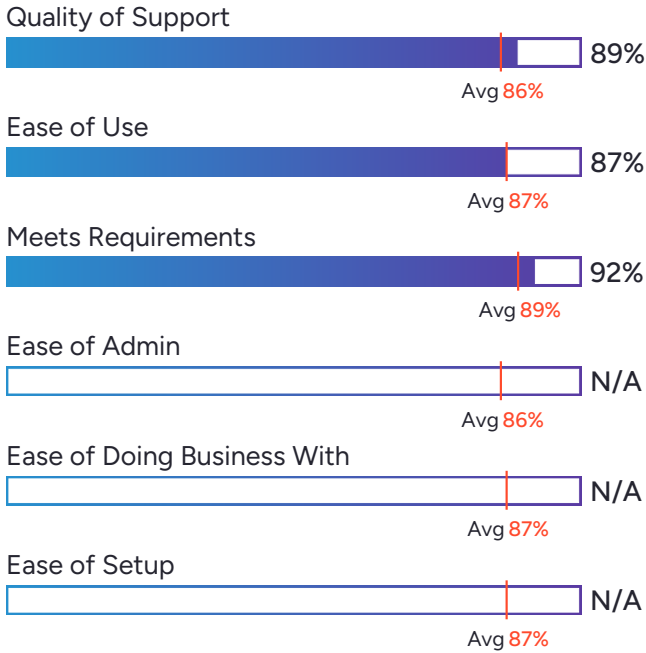 Quality of Support
89%
Avg 86%
Ease of Use
87%
Avg 87%
Meets Requirements
92%
Avg 89%
Ease of Admin
N/A
Avg 86%
Ease of Doing Business With
N/A
Avg 87%
Ease of Setup
N/A
Avg 87%